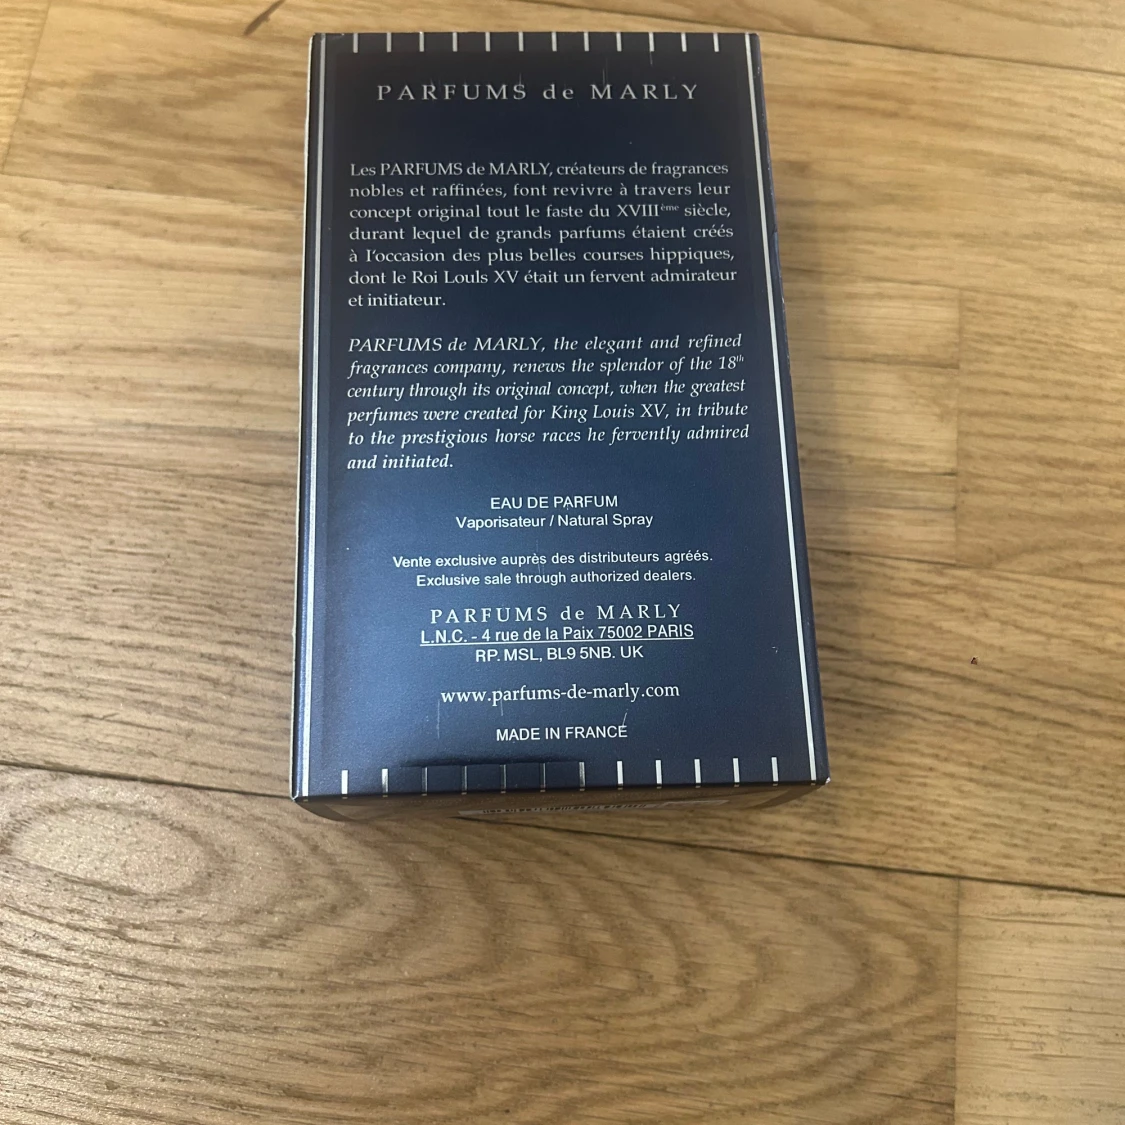 PARFUMS de MARLY
Les PARFUMS de MARLY, créateurs de fragrances
nobles et raffinées, font revivre à travers leur
concept original tout le faste du XVIIIème siècle,
durant lequel de grands parfums étaient créés
à l'occasion des plus belles courses hippiques,
dont le Roi Louis XV était un fervent admirateur
et initiateur.
PARFUMS de MARLY, the elegant and refined
fragrances company, renews the splendor of the 18th
century through its original concept, when the greatest
perfumes were created for King Louis XV, in tribute
to the prestigious horse races he fervently admired
and initiated.
EAU DE PARFUM
Vaporisateur / Natural Spray
Vente exclusive auprès des distributeurs agréés.
Exclusive sale through authorized dealers.
PARFUMS de MARLY
L.N.C. - 4 rue de la Paix 75002 PARIS
RP. MSL, BL9 5NB. UK
www.parfums-de-marly.com
MADE IN FRANCE